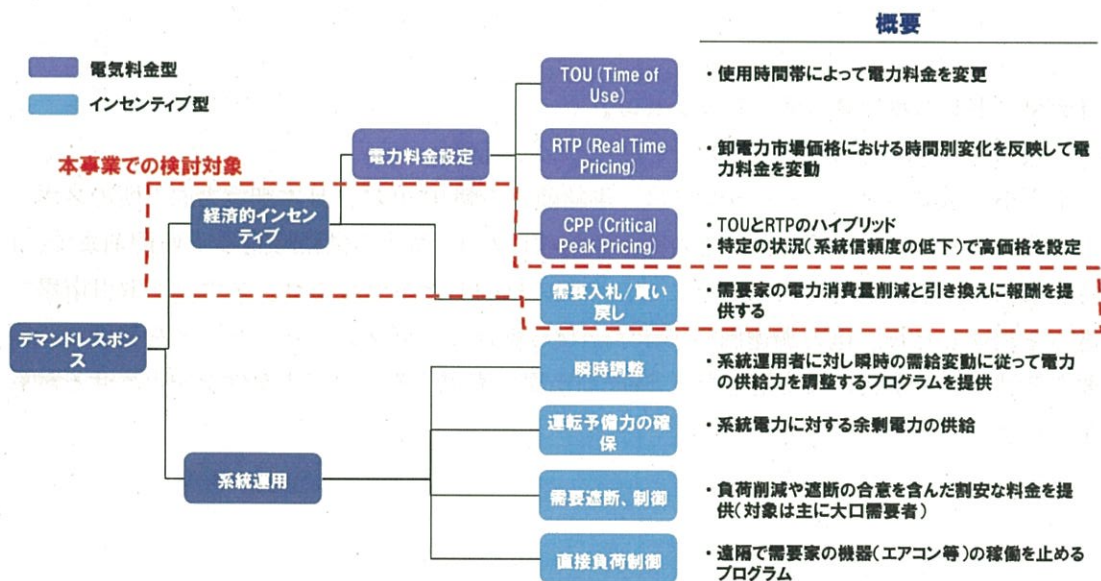 概要
電気料金型
インセンティブ型
本事業での検討対象
デマンドレスポン
ス
経済的インセン
ティブ
電力料金設定
TOU (Time of
Use)
・使用時間帯によって電力料金を変更
RTP (Real Time
Pricing)
・卸電力市場価格における時間別変化を反映して電
力料金を変動
CPP (Critical
Peak Pricing)
・TOUとRTPのハイブリッド
・特定の状況(系統信頼度の低下)で高価格を設定
需要入札/買い
戻し
・需要家の電力消費量削減と引き換えに報酬を提
供する
系統運用
瞬時調整
・系統運用者に対し瞬時の需給変動に従って電力
の供給力を調整するプログラムを提供
運転予備力の確
保
・系統電力に対する余剰電力の供給
需要遮断、制御
・負荷削減や遮断の合意を含んだ割安な料金を提
供(対象は主に大口需要者)
直接負荷制御
・遠隔で需要家の機器(エアコン等)の稼働を止める
プログラム